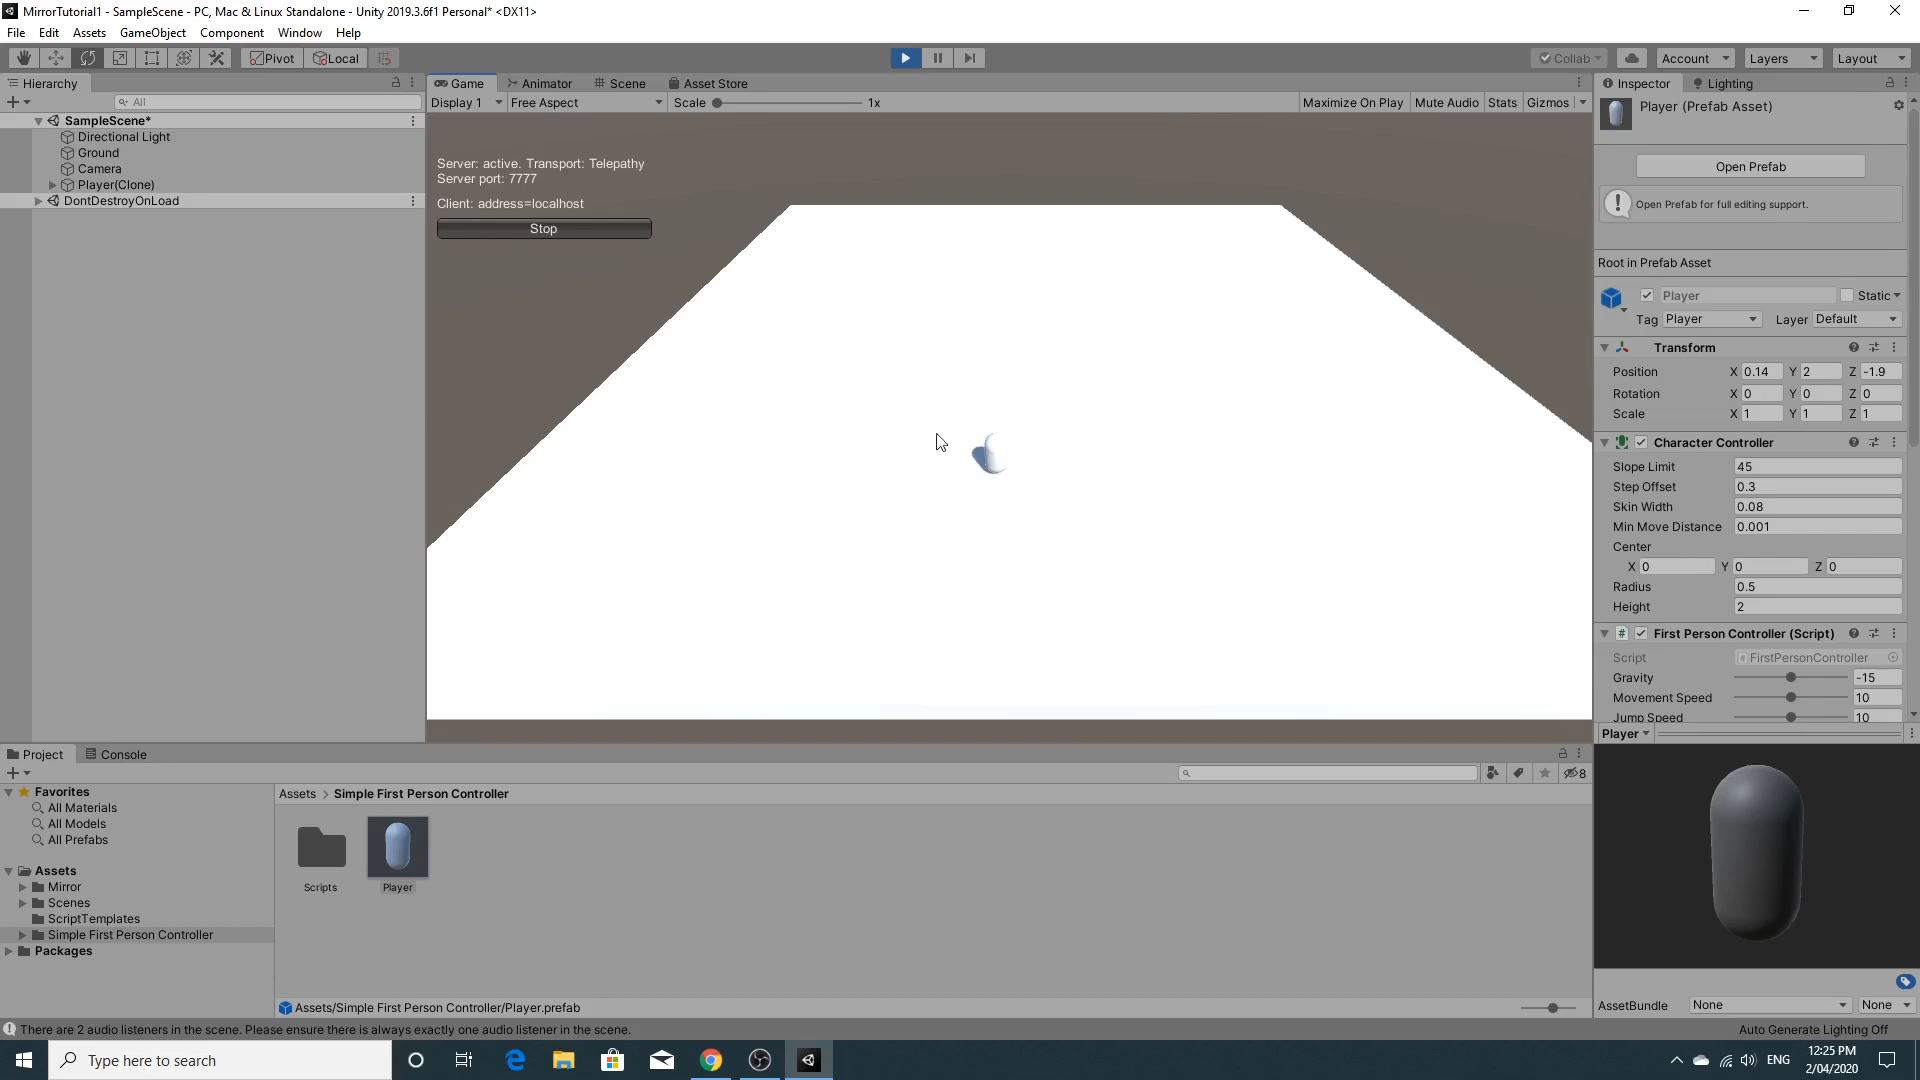 MirrorTutorial1 - SampleScene - PC, Mac & Linux Standalone - Unity 2019.3.6f1 Personal* <DX11>
File Edit Assets GameObject Component Window Help
Pivot Local Collab Account Layers Layout
Hierarchy
All
SampleScene*
Directional Light
Ground
Camera
Player(Clone)
DontDestroyOnLoad
Game Animator Scene Asset Store
Display 1 Free Aspect Scale 1x Maximize On Play Mute Audio Stats Gizmos
Server: active. Transport: Telepathy
Server port: 7777
Client: address=localhost
Stop
Inspector Lighting
Player (Prefab Asset)
Open Prefab
Open Prefab for full editing support.
Root in Prefab Asset
Player Static
Tag Player Layer Default
Transform
Position X 0.14 Y 2 Z -1.9
Rotation X 0 Y 0 Z 0
Scale X 1 Y 1 Z 1
Character Controller
Slope Limit 45
Step Offset 0.3
Skin Width 0.08
Min Move Distance 0.001
Center
X 0 Y 0 Z 0
Radius 0.5
Height 2
First Person Controller (Script)
Script FirstPersonController
Gravity -15
Movement Speed 10
Jump Speed 10
Player
AssetBundle None None
Project Console
8
Favorites
All Materials
All Models
All Prefabs
Assets
Mirror
Scenes
ScriptTemplates
Simple First Person Controller
Packages
Assets > Simple First Person Controller
Scripts Player
Assets/Simple First Person Controller/Player.prefab
There are 2 audio listeners in the scene. Please ensure there is always exactly one audio listener in the scene.
Auto Generate Lighting Off
Type here to search
ENG
12:25 PM
2/04/2020